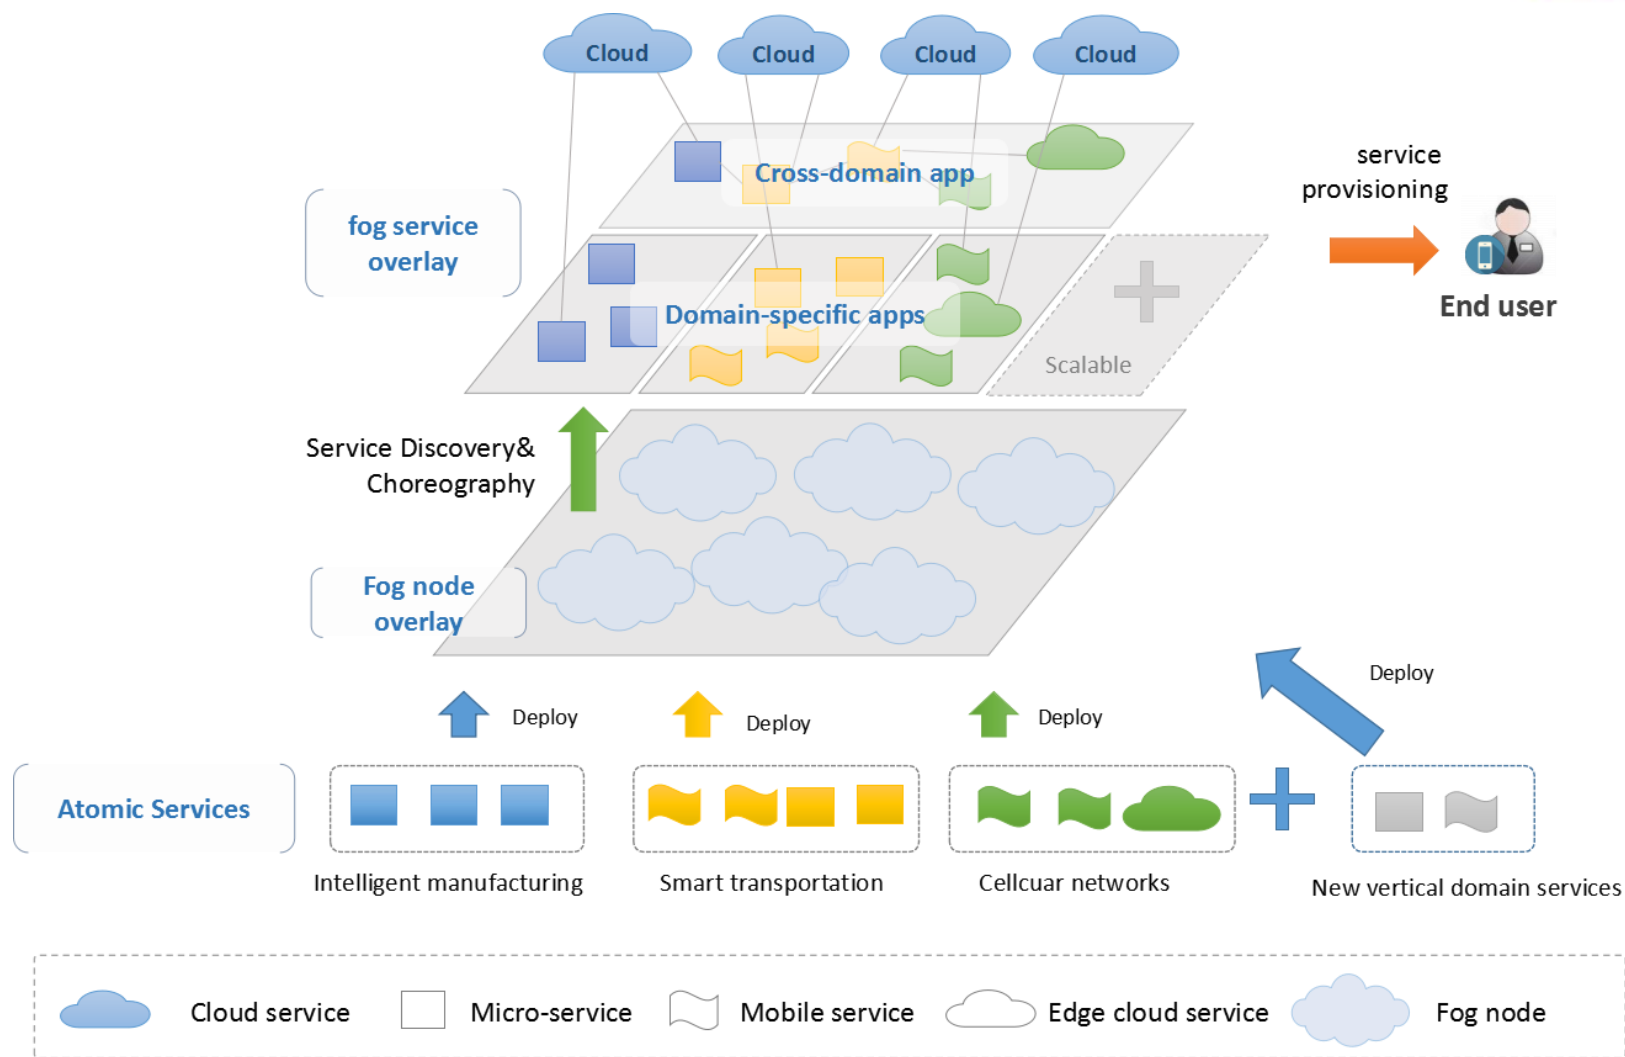 Cloud
Cloud
Cloud
Cloud
Cross-domain app
service
provisioning
fog service
overlay
Domain-specific apps
End user
Scalable
Service Discovery&
Choreography
Fog node
overlay
Deploy
Deploy
Deploy
Deploy
Atomic Services
Intelligent manufacturing
Smart transportation
Cellcuar networks
New vertical domain services
Cloud service
Micro-service
Mobile service
Edge cloud service
Fog node